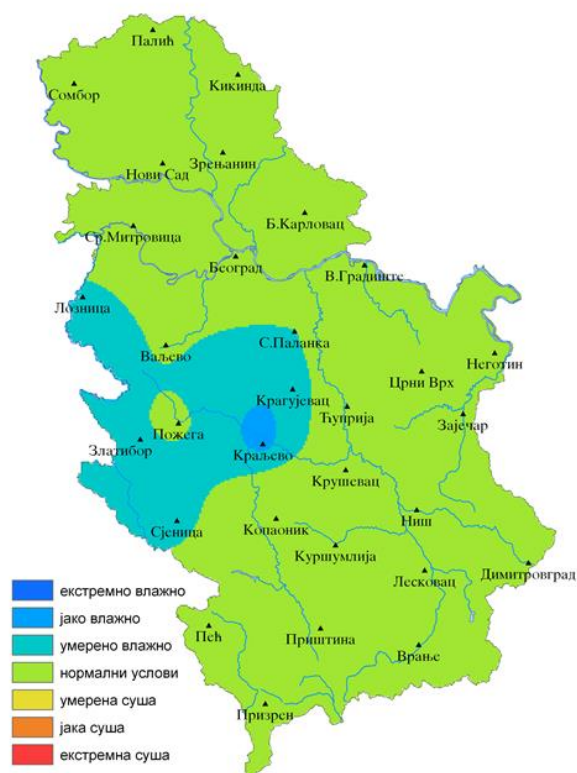 Палић
Кикинда
Сомбор
Зрењанин
Нови Сад
Б.Карловац
Ср.Митровица
Београд
В.Градиште
Лозница
С.Паланка
Ваљево
Неготин
Црни Врх
Крагујевац
Ћуприја
Зајечар
Пожега
Златибор
Краљево
Крушевац
Ниш
Сјеница
Копаоник
Куршумлија
Димитровград
Лесковац
Пећ
Приштина
Врање
Призрен
екстремно влажно
јако влажно
умерено влажно
нормални услови
умерена суша
јака суша
екстремна суша